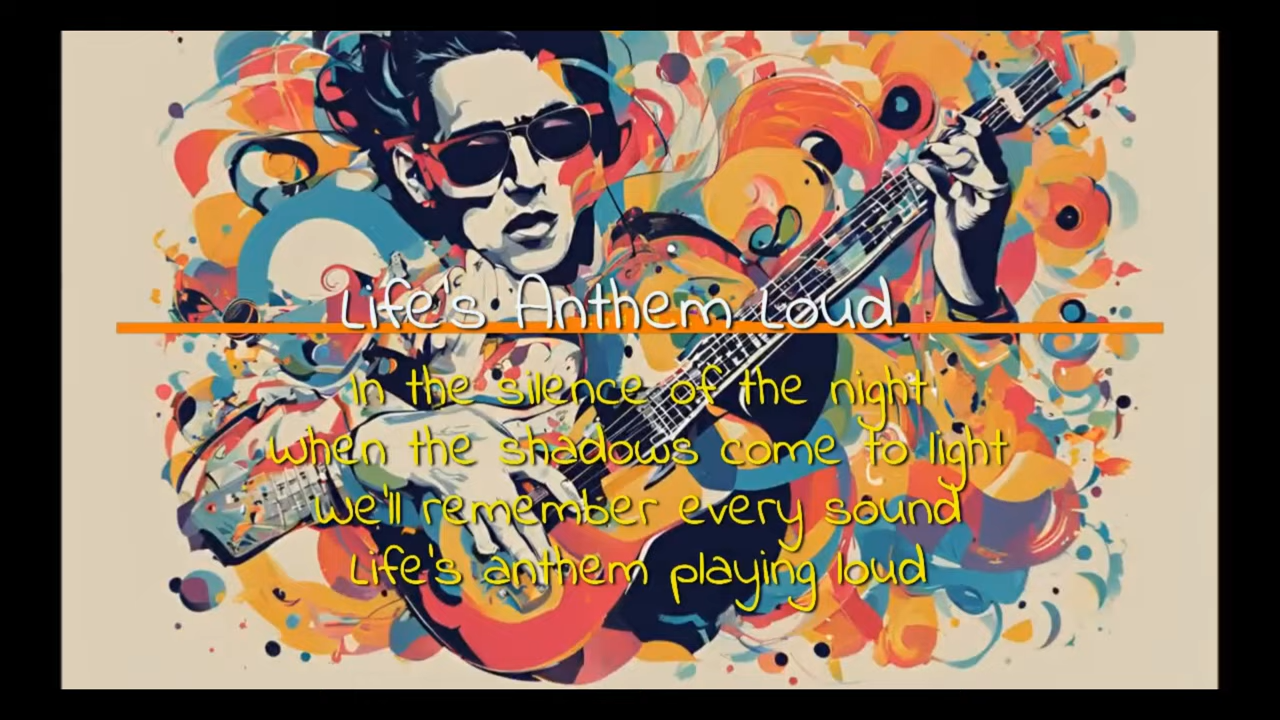 Life's Anthem Loud
In the silence of the night
When the shadows come to light
We'll remember every sound
Life's anthem playing loud